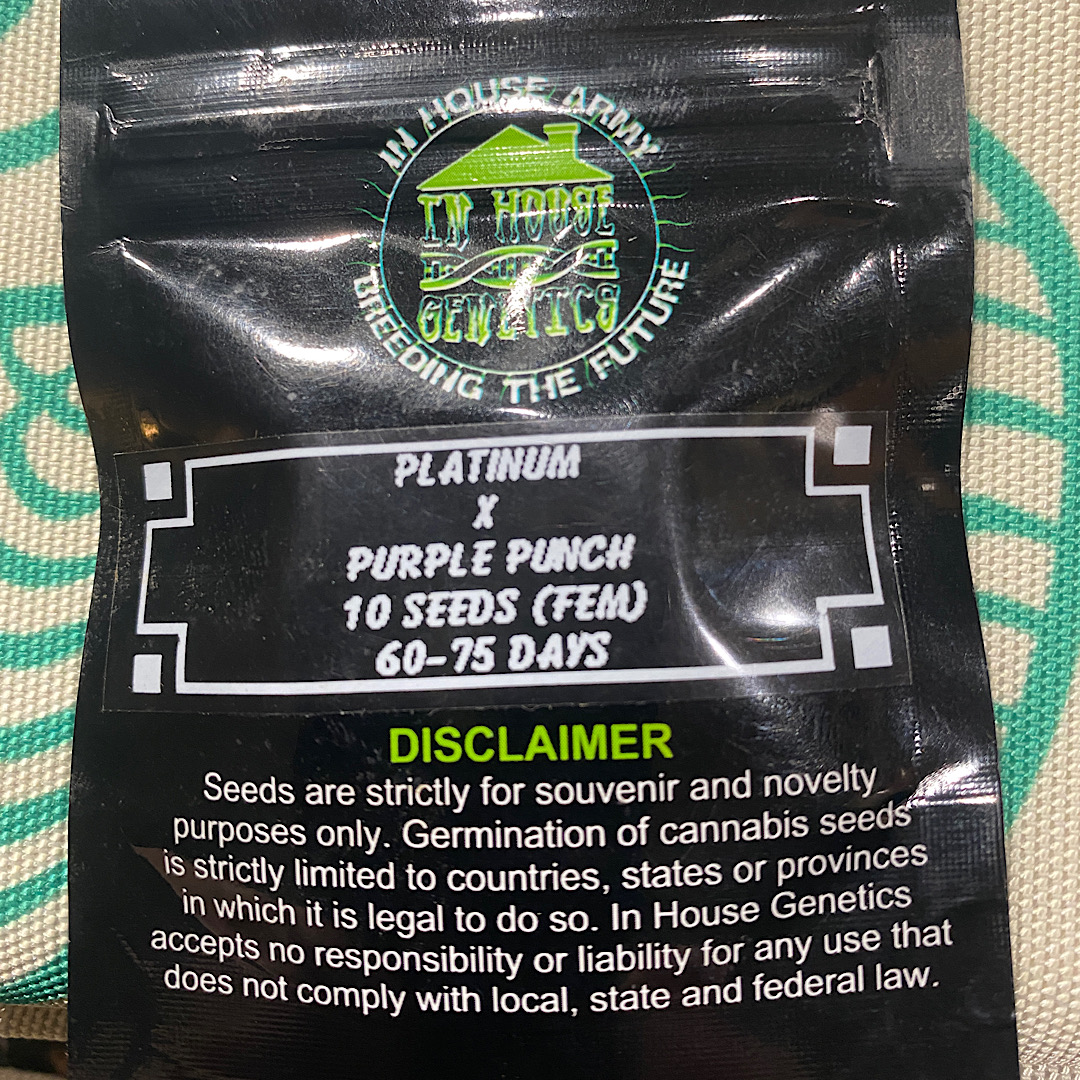 IN HOUSE ARMY
IN HOUSE
GENETICS
BREEDING THE FUTURE
PLATINUM
X
PURPLE PUNCH
10 SEEDS (FEM)
60-75 DAYS
DISCLAIMER
Seeds are strictly for souvenir and novelty
purposes only. Germination of cannabis seeds
is strictly limited to countries, states or provinces
in which it is legal to do so. In House Genetics
accepts no responsibility or liability for any use that
does not comply with local, state and federal law.